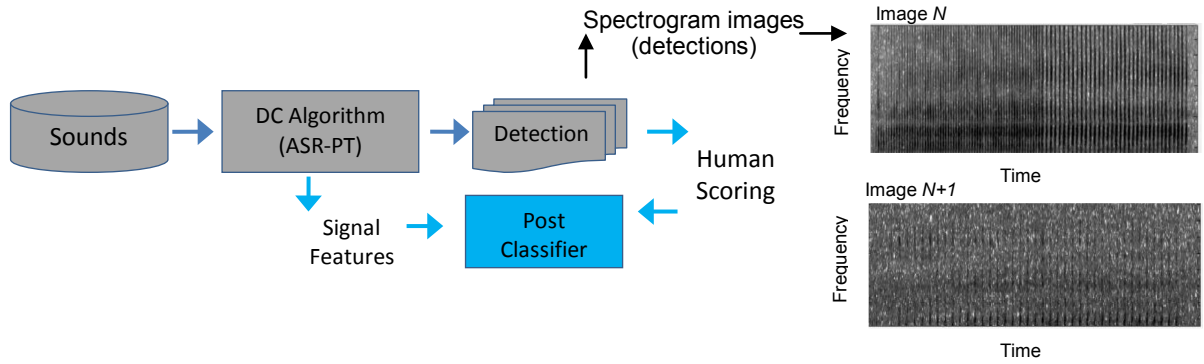 Sounds
DC Algorithm
(ASR-PT)
Detection
Spectrogram images
(detections)
Human
Scoring
Signal
Features
Post
Classifier
Image N
Frequency
Time
Image N+1
Frequency
Time